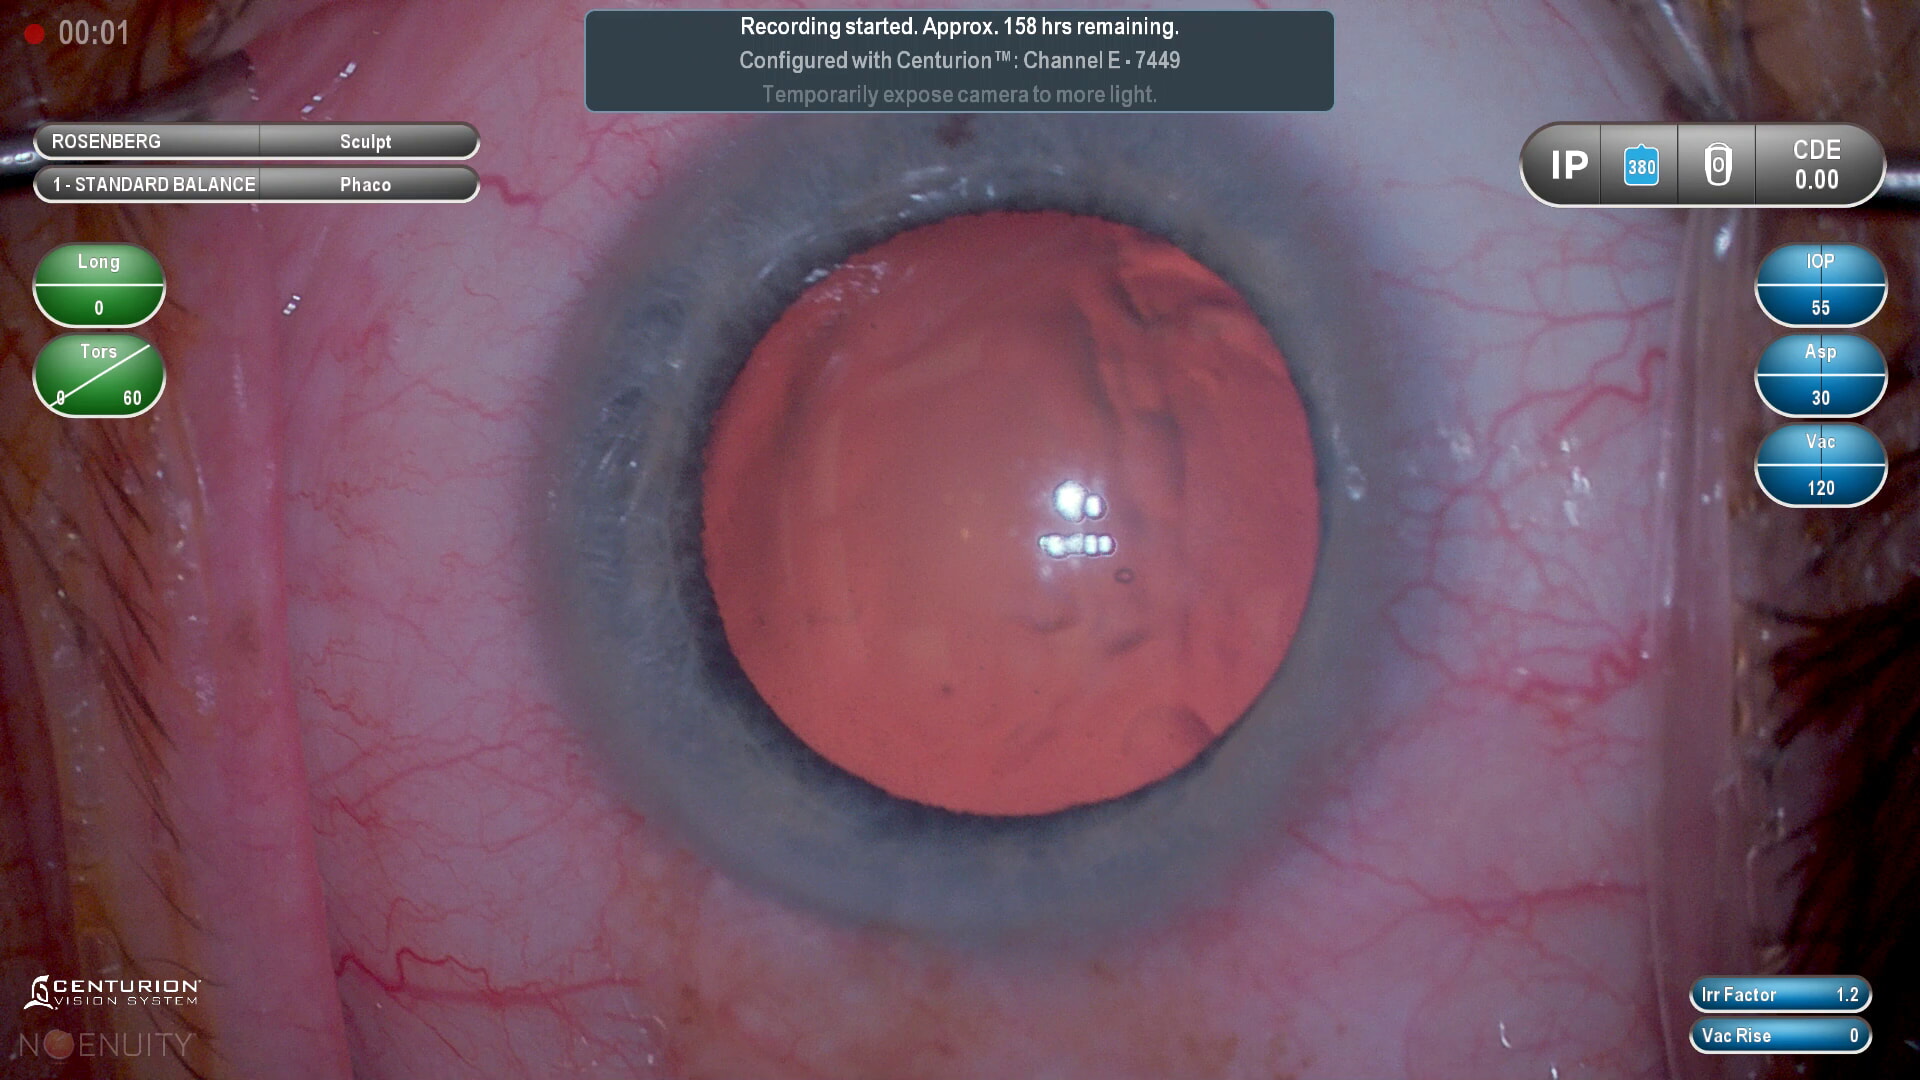 00:01
Recording started. Approx. 158 hrs remaining.
Configured with Centurion™: Channel E - 7449
Temporarily expose camera to more light.
ROSENBERG Sculpt
1 - STANDARD BALANCE Phaco
IP 380 0 CDE
0.00
Long
0
Tors
0 60
IOP
55
Asp
30
Vac
120
CENTURION
VISION SYSTEM
NGENUITY
Irr Factor 1.2
Vac Rise 0